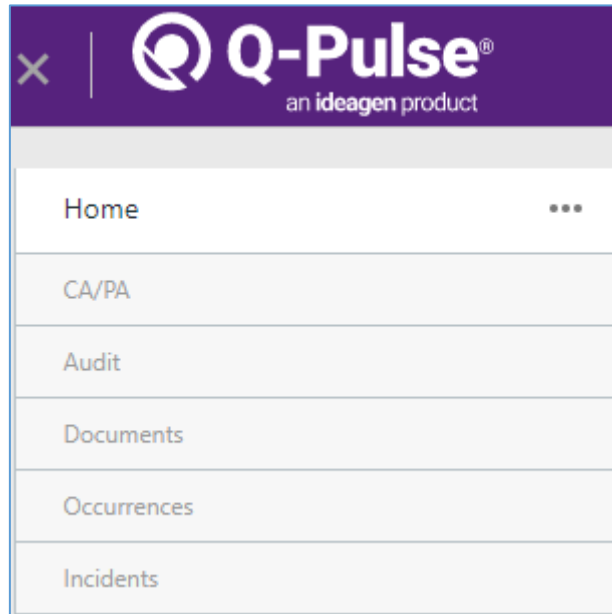 Q-Pulse®
an ideagen product
Home
CA/PA
Audit
Documents
Occurrences
Incidents